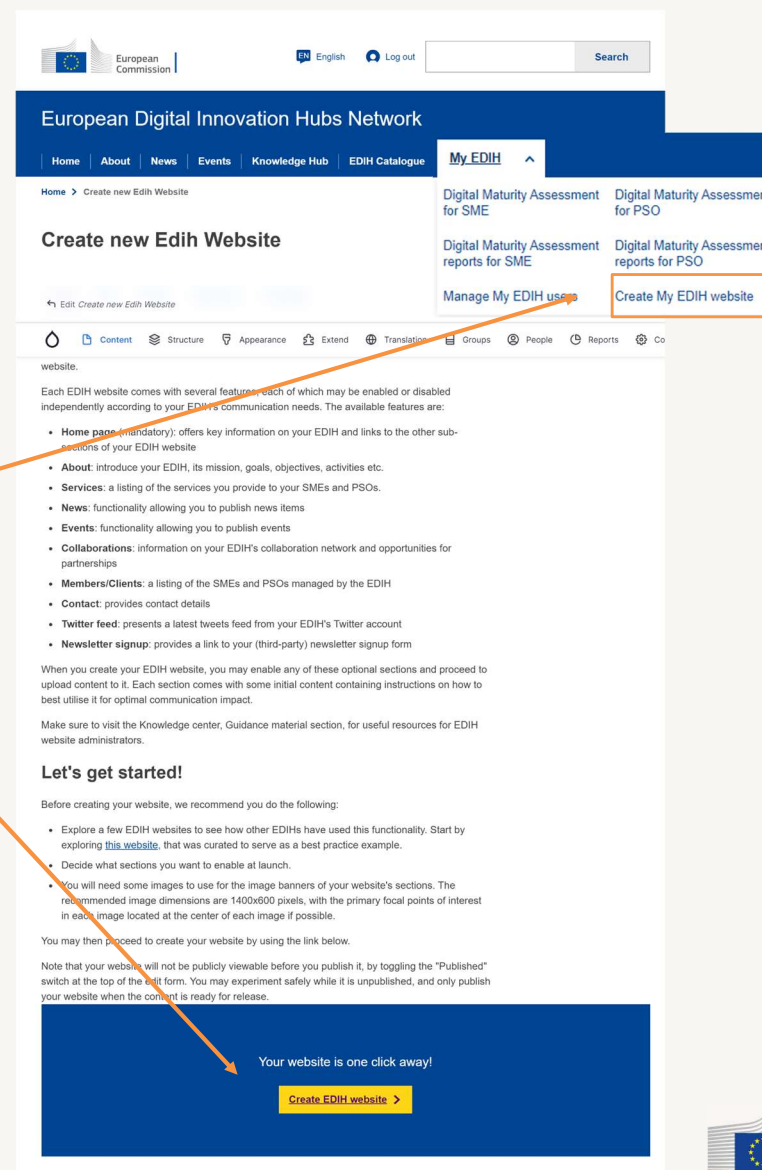 European
Commission
EN English
Log out
Search
European Digital Innovation Hubs Network
Home About News Events Knowledge Hub EDIH Catalogue My EDIH
Home > Create new Edih Website
Digital Maturity Assessment
for SME
for PSO
Create new Edih Website
Digital Maturity Assessment
reports for SME
reports for PSO
Edit Create new Edih Website
Manage My EDIH users
Create My EDIH website
Content Structure Appearance Extend Translation Groups People Reports Co
website.
Each EDIH website comes with several features, each of which may be enabled or disabled
independently according to your EDIH's communication needs. The available features are:
• Home page (mandatory): offers key information on your EDIH and links to the other sub-
sections of your EDIH website
• About: introduce your EDIH, its mission, goals, objectives, activities etc.
• Services: a listing of the services you provide to your SMEs and PSOs.
• News: functionality allowing you to publish news items
• Events: functionality allowing you to publish events
• Collaborations: information on your EDIH's collaboration network and opportunities for
partnerships
• Members/Clients: a listing of the SMEs and PSOs managed by the EDIH
• Contact: provides contact details
• Twitter feed: presents a latest tweets feed from your EDIH's Twitter account
• Newsletter signup: provides a link to your (third-party) newsletter signup form
When you create your EDIH website, you may enable any of these optional sections and proceed to
upload content to it. Each section comes with some initial content containing instructions on how to
best utilise it for optimal communication impact.
Make sure to visit the Knowledge center, Guidance material section, for useful resources for EDIH
website administrators.
Let's get started!
Before creating your website, we recommend you do the following:
• Explore a few EDIH websites to see how other EDIHs have used this functionality. Start by
exploring this website, that was curated to serve as a best practice example.
• Decide what sections you want to enable at launch.
• You will need some images to use for the image banners of your website's sections. The
recommended image dimensions are 1400x600 pixels, with the primary focal points of interest
in each image located at the center of each image if possible.
You may then proceed to create your website by using the link below.
Note that your website will not be publicly viewable before you publish it, by toggling the "Published"
switch at the top of the edit form. You may experiment safely while it is unpublished, and only publish
your website when the content is ready for release.
Your website is one click away!
Create EDIH website >